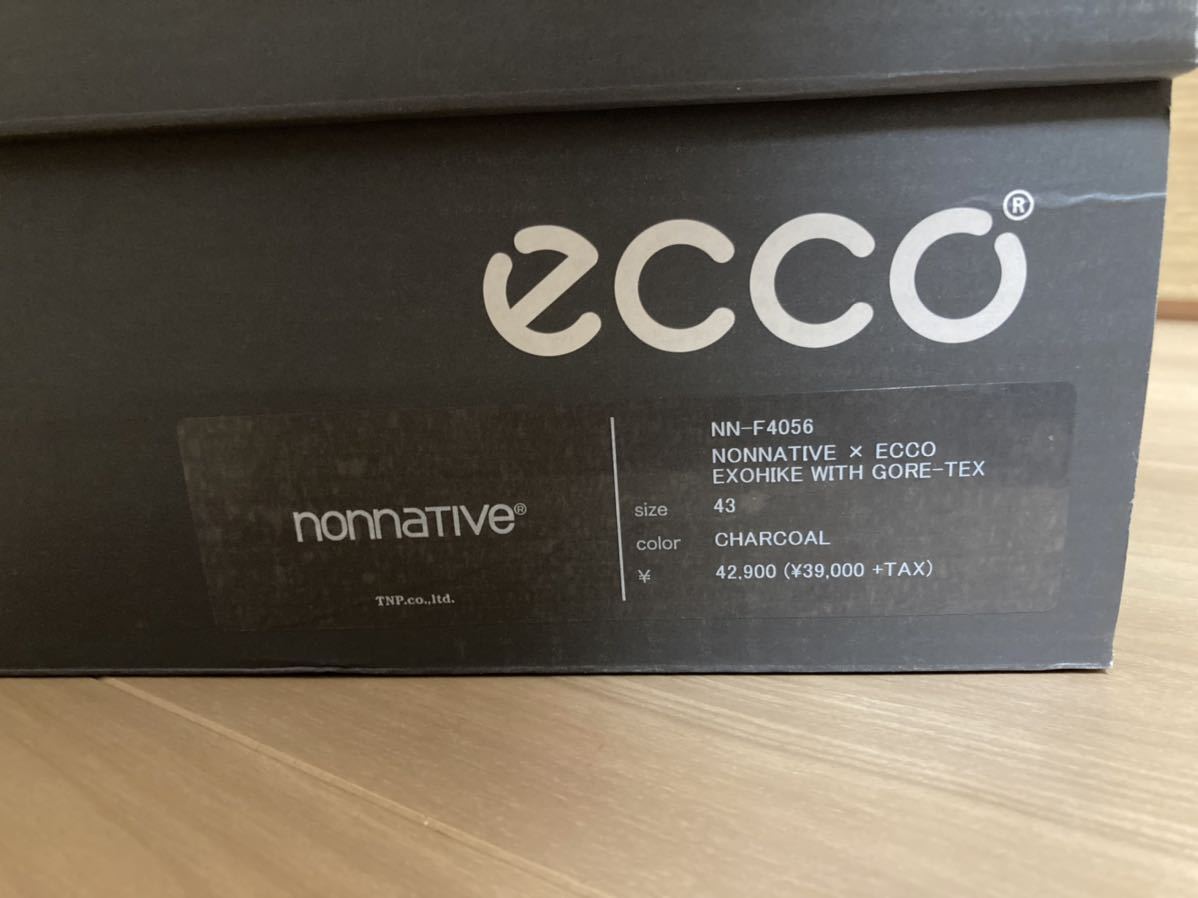 ecco®
nonnative®
TNP.co.,ltd.
NN-F4056
NONNATIVE × ECCO
EXOHIKE WITH GORE-TEX
size 43
color CHARCOAL
¥ 42,900 (¥39,000 +TAX)